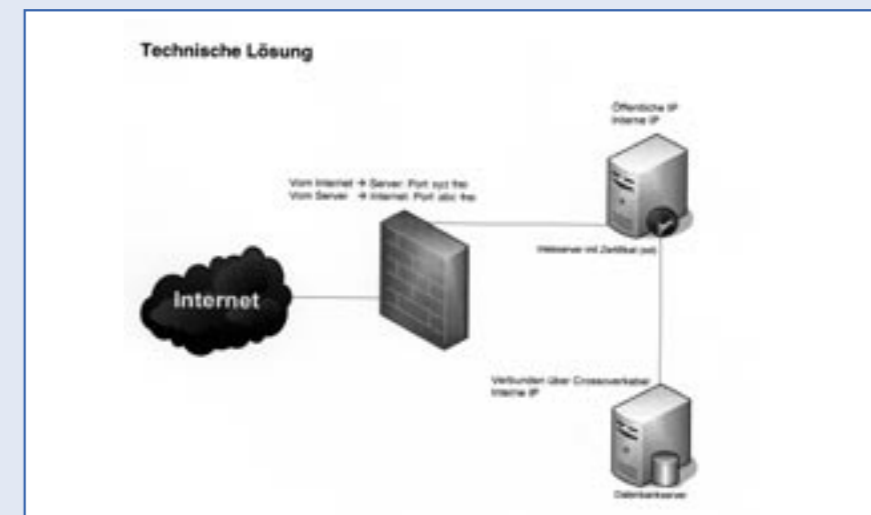 Technische Lösung
Öffentliche IP
Interne IP
Vom Internet → Server: Port xyz frei
Vom Server → Internet: Port abc frei
Webserver mit Zertifikat
Internet
Verbunden über Crossoverkabel
Interne IP
Datenbankserver